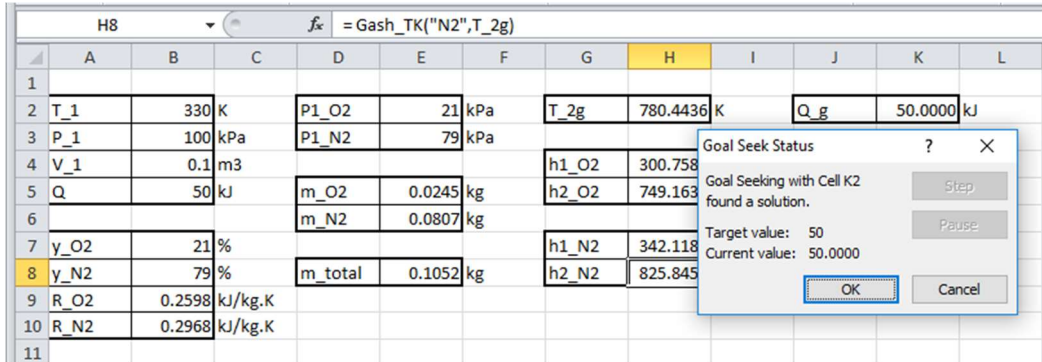 H8 fx =Gash_TK("N2",T_2g)
A B C D E F G H I J K L
1
2 T_1 330 K P1_O2 21 kPa T_2g 780.4436 K Q_g 50.0000 kJ
3 P_1 100 kPa P1_N2 79 kPa
4 V_1 0.1 m3 h1_O2 300.758
5 Q 50 kJ m_O2 0.0245 kg h2_O2 749.163
6 m_N2 0.0807 kg
7 y_O2 21 % h1_N2 342.118
8 y_N2 79 % m_total 0.1052 kg h2_N2 825.845
9 R_O2 0.2598 kJ/kg.K
10 R_N2 0.2968 kJ/kg.K
11
Goal Seek Status ? ×
Goal Seeking with Cell K2
found a solution.
Step
Pause
Target value: 50
Current value: 50.0000
OK Cancel